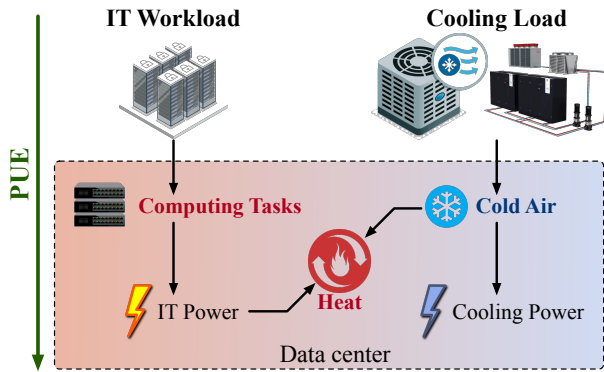 IT Workload
Cooling Load
PUE
Computing Tasks
Cold Air
Heat
IT Power
Cooling Power
Data center